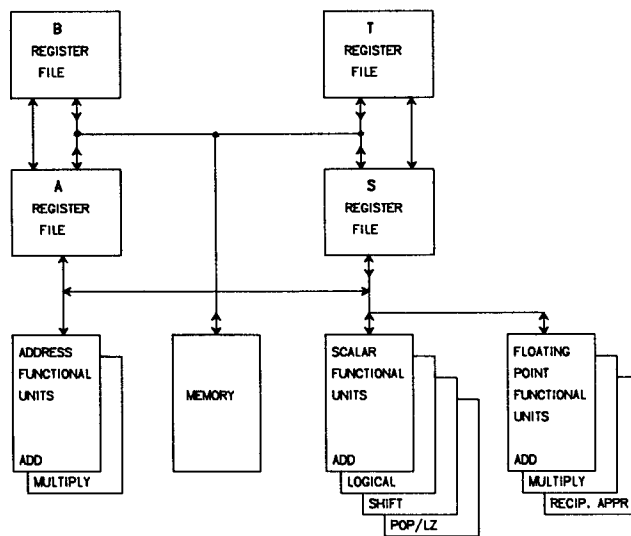 B
REGISTER
FILE
T
REGISTER
FILE
A
REGISTER
FILE
S
REGISTER
FILE
ADDRESS
FUNCTIONAL
UNITS
ADD
MULTIPLY
MEMORY
SCALAR
FUNCTIONAL
UNITS
ADD
LOGICAL
SHIFT
POP/LZ
FLOATING
POINT
FUNCTIONAL
UNITS
ADD
MULTIPLY
RECIP. APPR